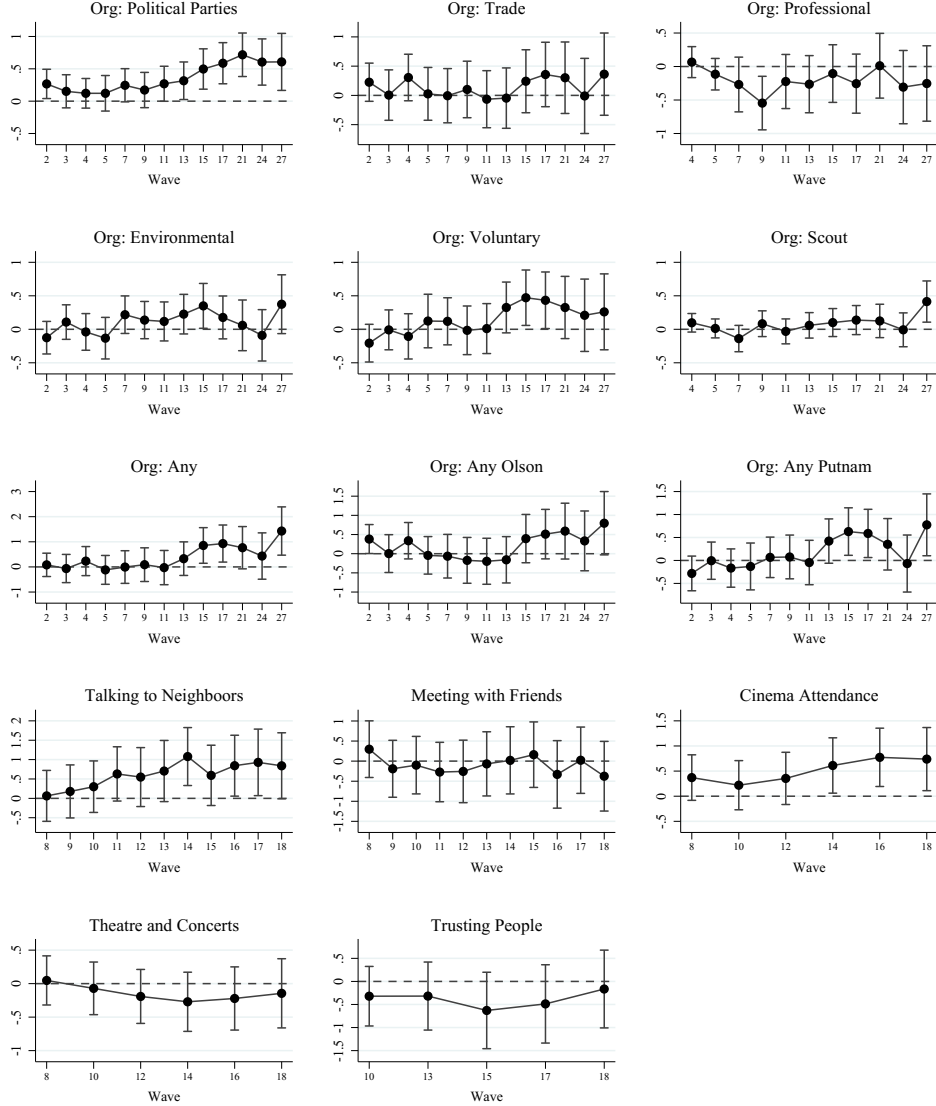 Org: Political Parties
1
.5
0
-.5
2 3 4 5 7 9 11 13 15 17 21 24 27
Wave
Org: Trade
1
.5
0
-.5
2 3 4 5 7 9 11 13 15 17 21 24 27
Wave
Org: Professional
.5
0
-.5
-1
4 5 7 9 11 13 15 17 21 24 27
Wave
Org: Environmental
1
.5
0
-.5
2 3 4 5 7 9 11 13 15 17 21 24 27
Wave
Org: Voluntary
1
.5
0
-.5
2 3 4 5 7 9 11 13 15 17 21 24 27
Wave
Org: Scout
1
.5
0
-.5
4 5 7 9 11 13 15 17 21 24 27
Wave
Org: Any
3
2
1
0
-1
2 3 4 5 7 9 11 13 15 17 21 24 27
Wave
Org: Any Olson
1.5
1
.5
0
-.5
-1
2 3 4 5 7 9 11 13 15 17 21 24 27
Wave
Org: Any Putnam
1.5
1
.5
0
-.5
2 3 4 5 7 9 11 13 15 17 21 24 27
Wave
Talking to Neighboors
2
1.5
1
.5
0
-.5
8 9 10 11 12 13 14 15 16 17 18
Wave
Meeting with Friends
1
.5
0
-.5
-1
-1.5
8 9 10 11 12 13 14 15 16 17 18
Wave
Cinema Attendance
1.5
1
.5
0
-.5
8 10 12 14 16 18
Wave
Theatre and Concerts
.5
0
-.5
-1
8 10 12 14 16 18
Wave
Trusting People
.5
0
-.5
-1
-1.5
10 13 15 17 18
Wave